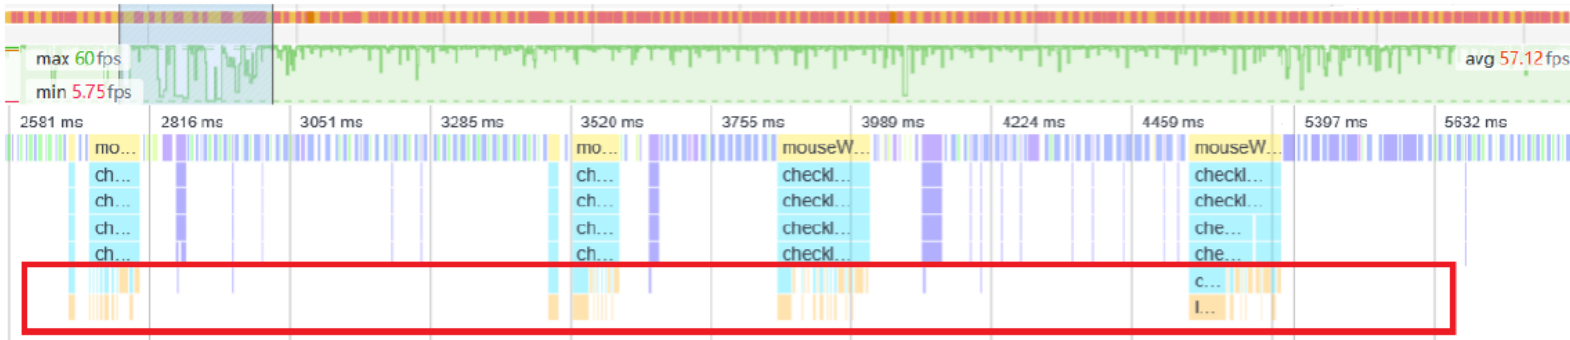 max 60fps
avg 57.12fps
min 5.75fps
2581 ms 2816 ms 3051 ms 3285 ms 3520 ms 3755 ms 3989 ms 4224 ms 4459 ms 5397 ms 5632 ms
mo... mo... mouseW... mouseW...
ch... ch... checkl... checkl...
ch... ch... checkl... checkl...
ch... ch... checkl... che...
ch... ch... checkl... che...
c...
l...